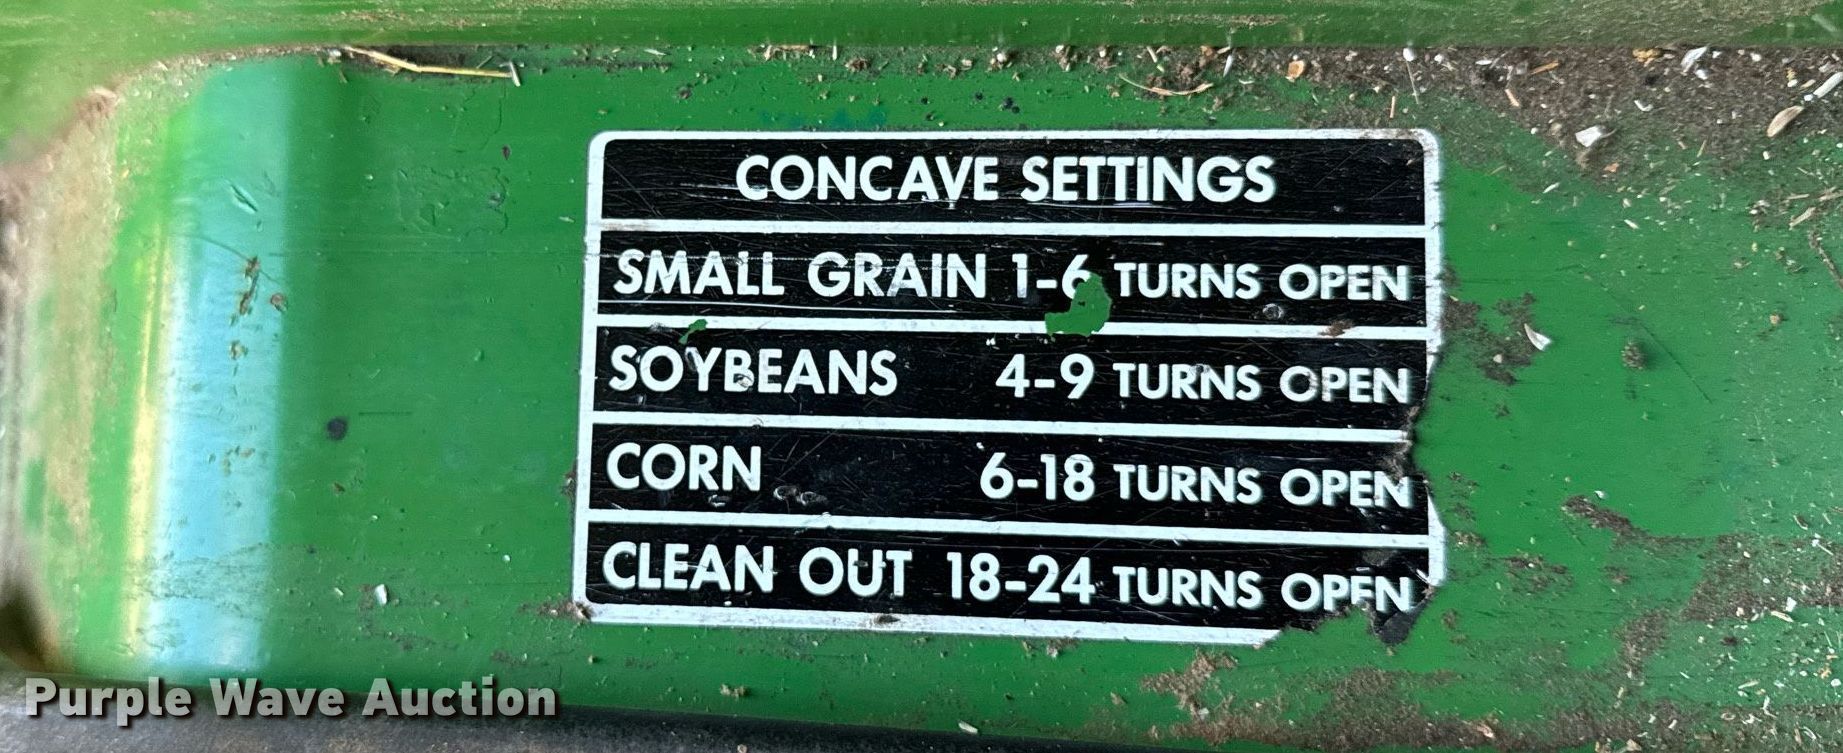 CONCAVE SETTINGS
SMALL GRAIN 1-6 TURNS OPEN
SOYBEANS 4-9 TURNS OPEN
CORN 6-18 TURNS OPEN
CLEAN OUT 18-24 TURNS OPEN
Purple Wave Auction